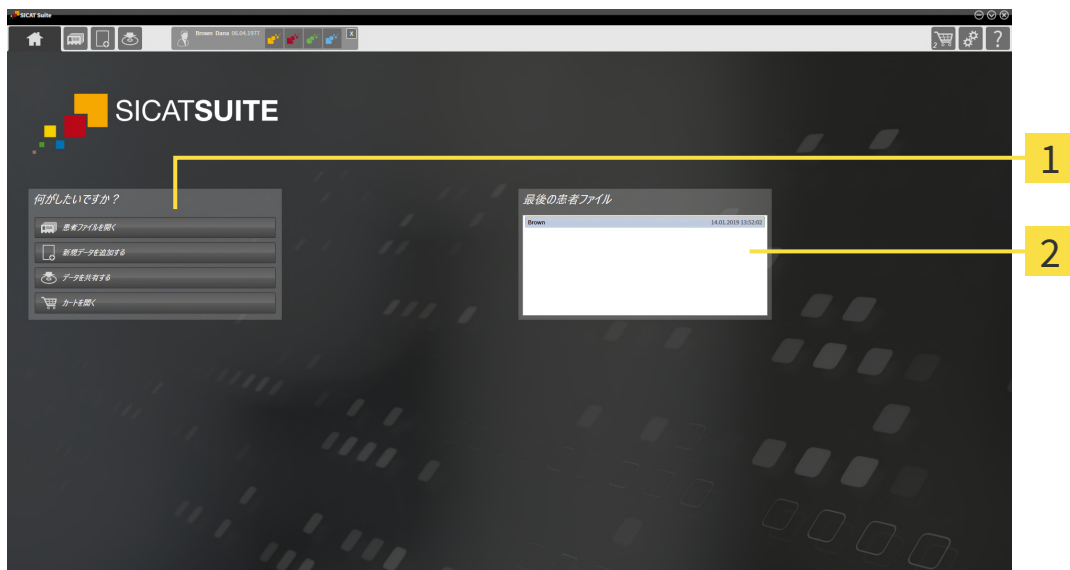 SICAT Suite
Brown Dana 06.04.1977
X
2
?
SICATSUITE
1
何がしたいですか？
患者ファイルを開く
新規データを追加する
データを共有する
カートを開く
最後の患者ファイル
Brown 14.01.2019 13:52:02
2